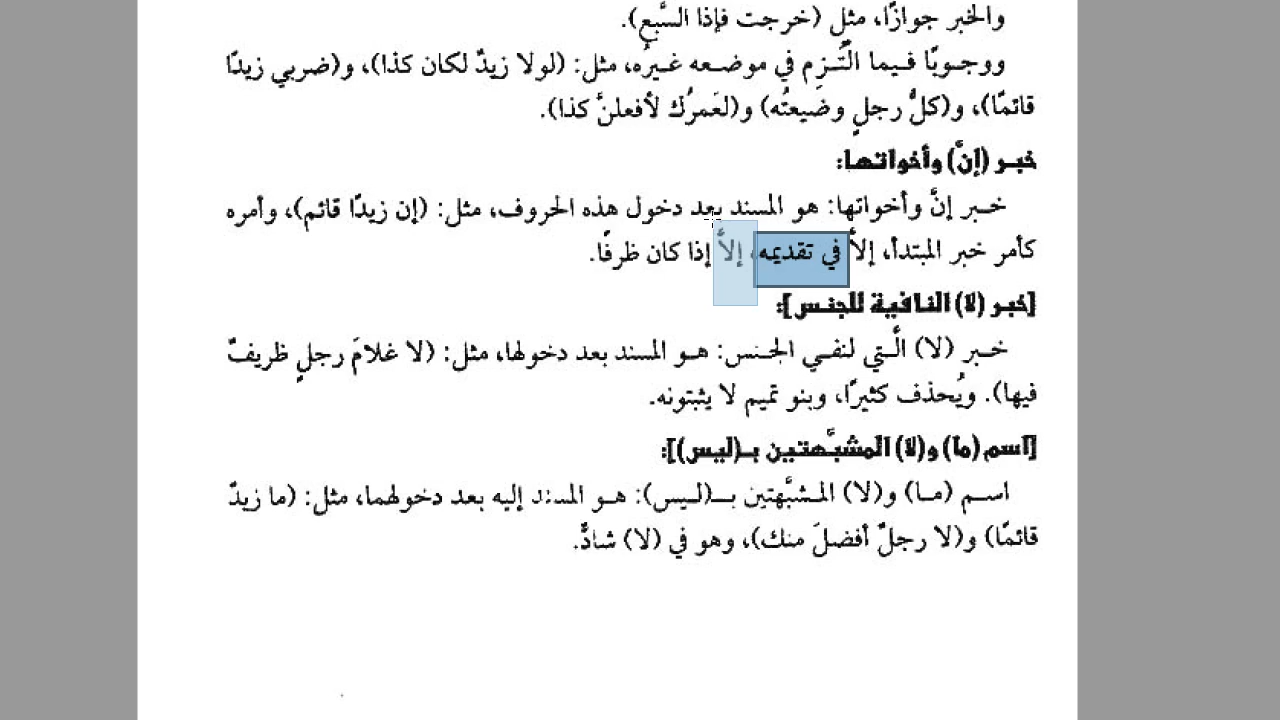 والخبر جوازًا، مثل (خرجت فإذا السَّبع).
ووجوبًا فيما الْتُزِم في موضعه غيرُه، مثل: (لولا زيدٌ لكان كذا)، و(ضربي زيدًا
قائمًا)، و(كلُّ رجلٍ وضَيعتُه) و(لعَمرُك لأفعلنَّ كذا).
خبر (إنَّ) وأخواتها:
خبر إنَّ وأخواتها: هو المسند بعد دخول هذه الحروف، مثل: (إن زيدًا قائم)، وأمره
كأمر خبر المبتدأ، إلاَّ في تقديمه، إلاَّ إذا كان ظرفًا.
[خبر (لا) النافية للجنس]:
خبر (لا) الَّتي لنفي الجنس: هو المسند بعد دخولها، مثل: (لا غلامَ رجلٍ ظريفٌ
فيها). ويُحذف كثيرًا، وبنو تميم لا يثبتونه.
[اسم (ما) و(لا) المشبَّهتين بـ(ليس)]:
اسم (ما) و(لا) المشبَّهتين بـ(ليس): هو المسند إليه بعد دخولهما، مثل: (ما زيدٌ
قائمًا) و(لا رجلٌ أفضلَ منك)، وهو في (لا) شاذٌّ.